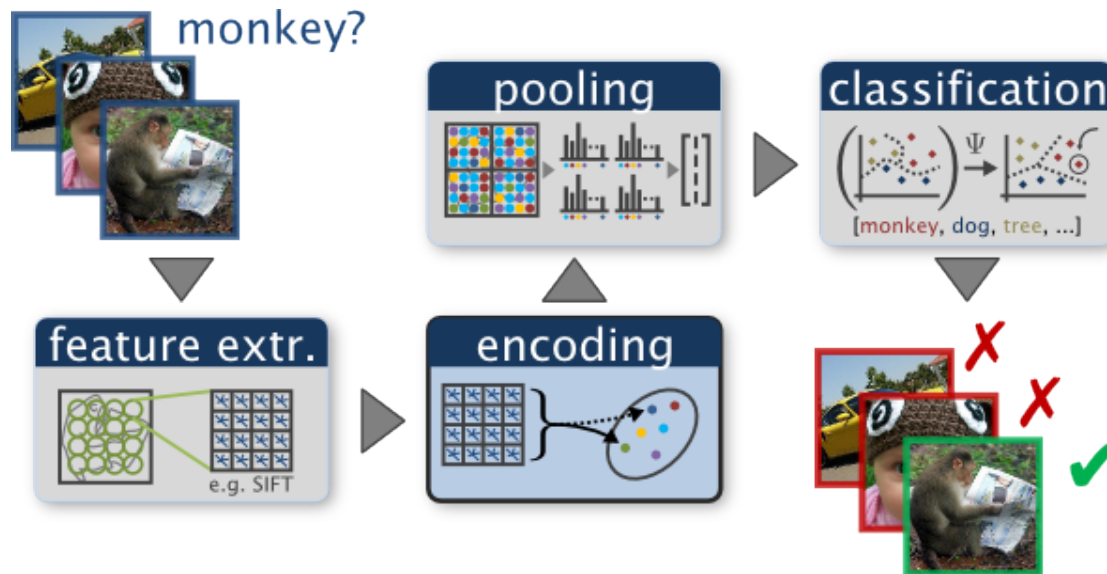 monkey?
feature extr.
e.g. SIFT
encoding
pooling
classification
Ψ
[monkey, dog, tree, ...]